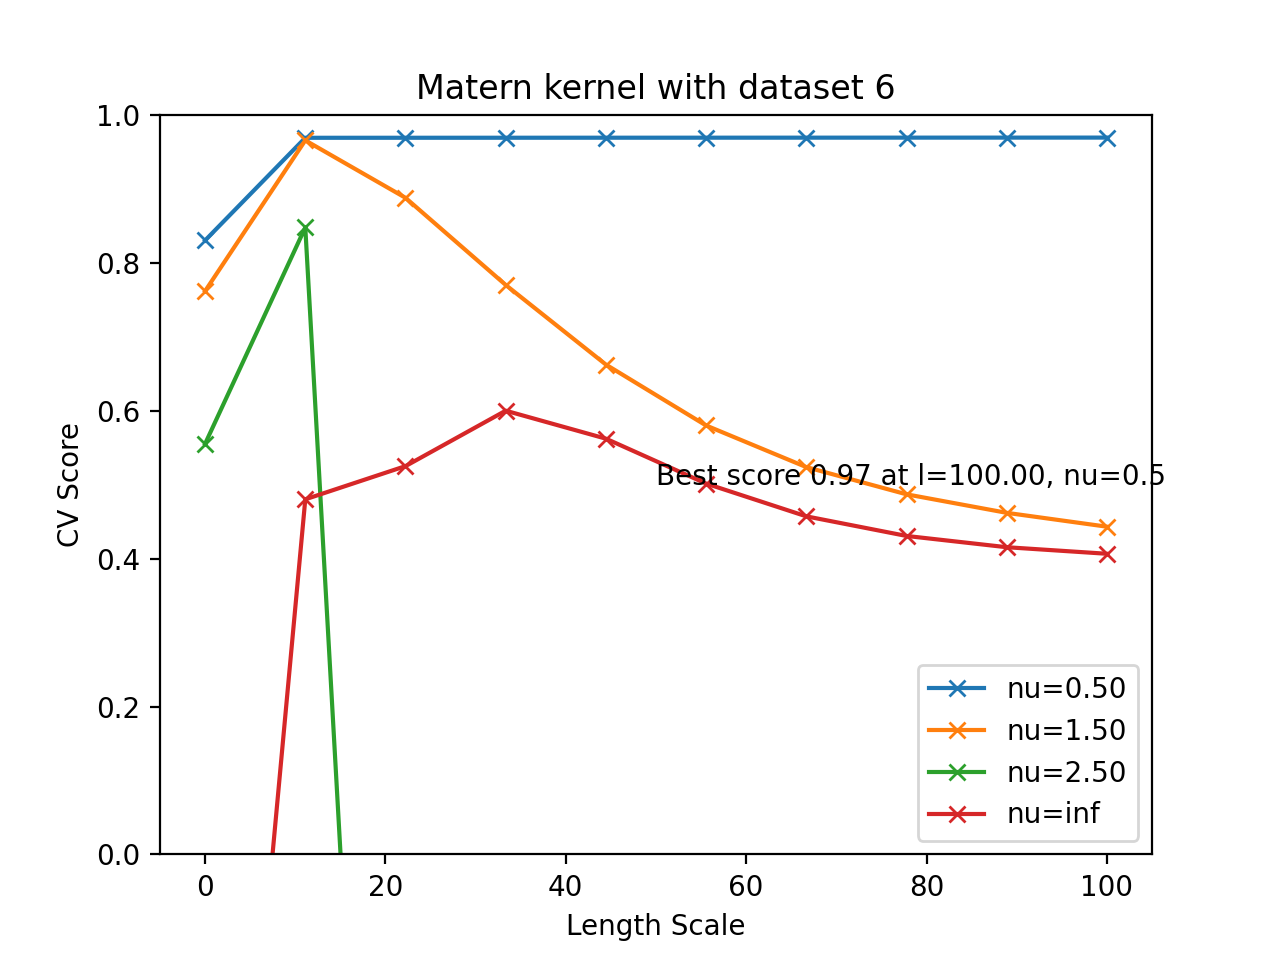 Matern kernel with dataset 6
1.0
0.8
0.6
0.4
0.2
0.0
CV Score
Best score 0.97 at l=100.00, nu=0.5
nu=0.50
nu=1.50
nu=2.50
nu=inf
0 20 40 60 80 100
Length Scale